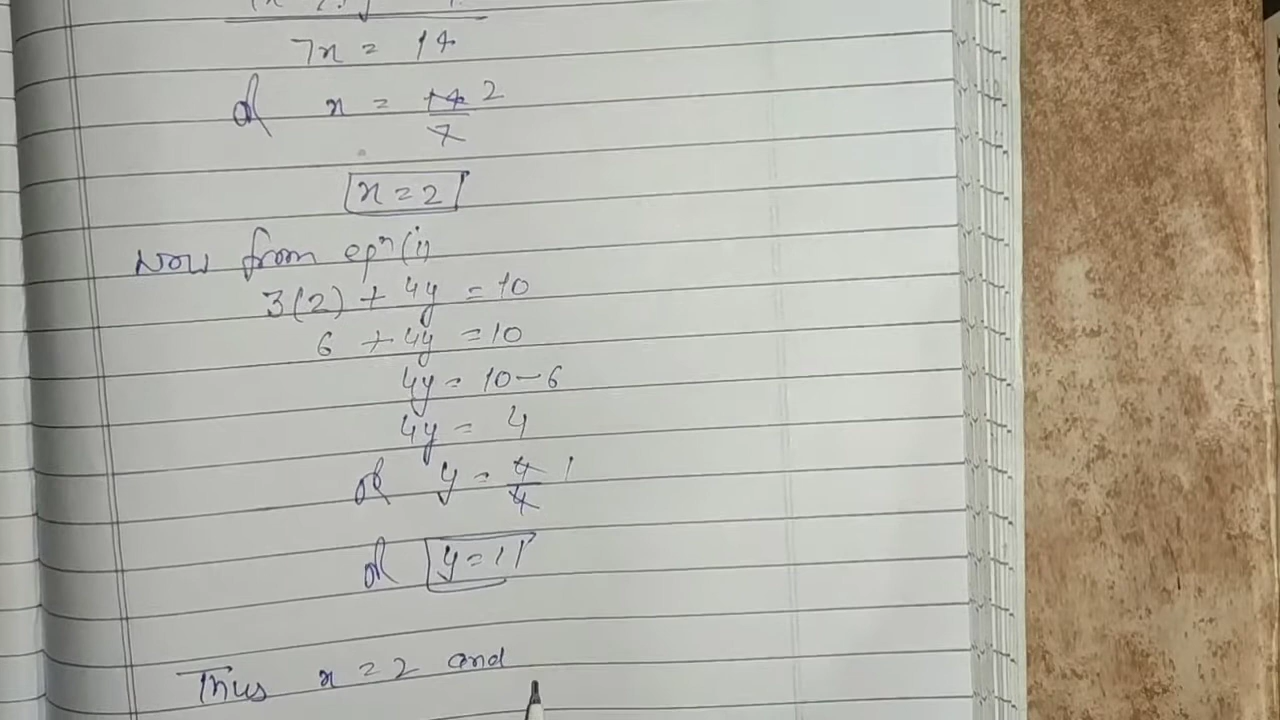 7x = 14
or x = 14/7 2
x = 2
Now from eqn (i)
3(2) + 4y = 10
6 + 4y = 10
4y = 10 - 6
4y = 4
or y = 4/4 1
or y = 1
Thus x = 2 and